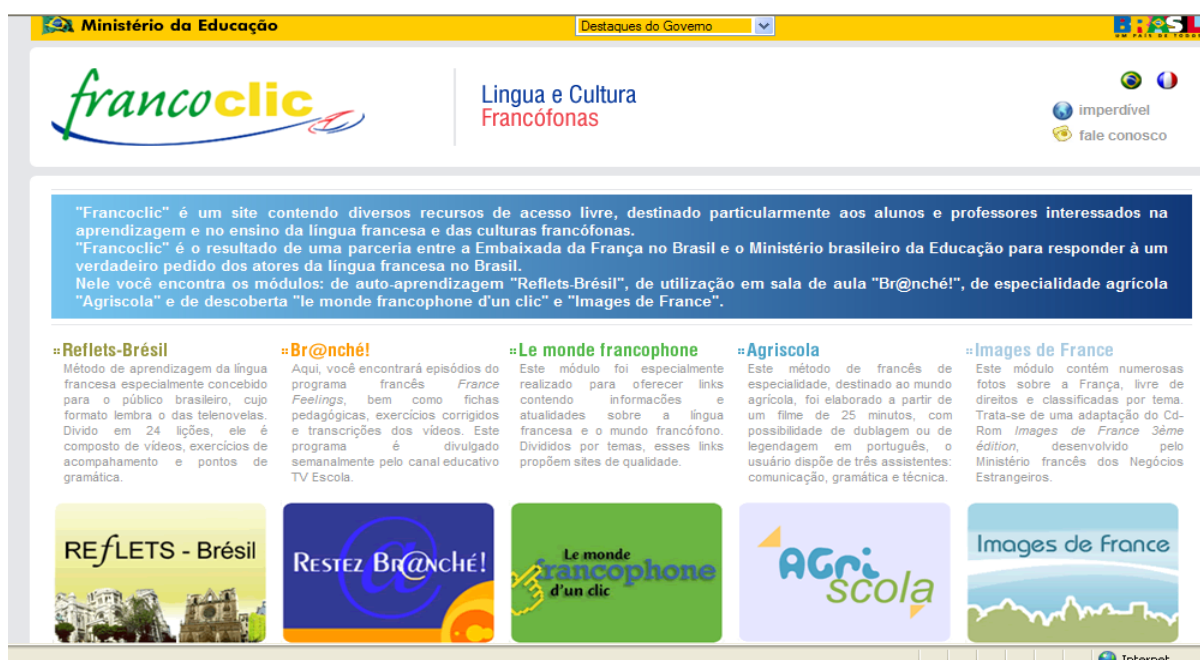 Ministério da Educação
Destaques do Governo
BRASIL
UM PAÍS DE TODOS
francoclic
Lingua e Cultura
Francófonas
imperdível
fale conosco
"Francoclic" é um site contendo diversos recursos de acesso livre, destinado particularmente aos alunos e professores interessados na
aprendizagem e no ensino da língua francesa e das culturas francófonas.
"Francoclic" é o resultado de uma parceria entre a Embaixada da França no Brasil e o Ministério brasileiro da Educação para responder à um
verdadeiro pedido dos atores da língua francesa no Brasil.
Nele você encontra os módulos: de auto-aprendizagem "Reflets-Brésil", de utilização em sala de aula "Br@nché!", de especialidade agrícola
"Agriscola" e de descoberta "le monde francophone d'un clic" e "Images de France".
Reflets-Brésil
Método de aprendizagem da língua
francesa especialmente concebido
para o público brasileiro, cujo
formato lembra o das telenovelas.
Divido em 24 lições, ele é
composto de vídeos, exercícios de
acompahamento e pontos de
gramática.
Br@nché!
Aqui, você encontrará episódios do
programa francês France
Feelings, bem como fichas
pedagógicas, exercícios corrigidos
e transcrições dos vídeos. Este
programa é divulgado
semanalmente pelo canal educativo
TV Escola.
Le monde francophone
Este módulo foi especialmente
realizado para oferecer links
contendo informacões e
atualidades sobre a língua
francesa e o mundo francófono.
Divididos por temas, esses links
propõem sites de qualidade.
Agriscola
Este método de francês de
especialidade, destinado ao mundo
agrícola, foi elaborado a partir de
um filme de 25 minutos, com
possibilidade de dublagem ou de
legendagem em português, o
usuário dispõe de três assistentes:
comunicação, gramática e técnica.
Images de France
Este módulo contém numerosas
fotos sobre a França, livre de
direitos e classificadas por tema.
Trata-se de uma adaptação do Cd-
Rom Images de France 3ème
édition, desenvolvido pelo
Ministério francês dos Negócios
Estrangeiros.
REfLETS - Brésil
RESTEZ BR@NCHÉ!
Le monde
francophone
d'un clic
AGri
scola
Images de France
Internet